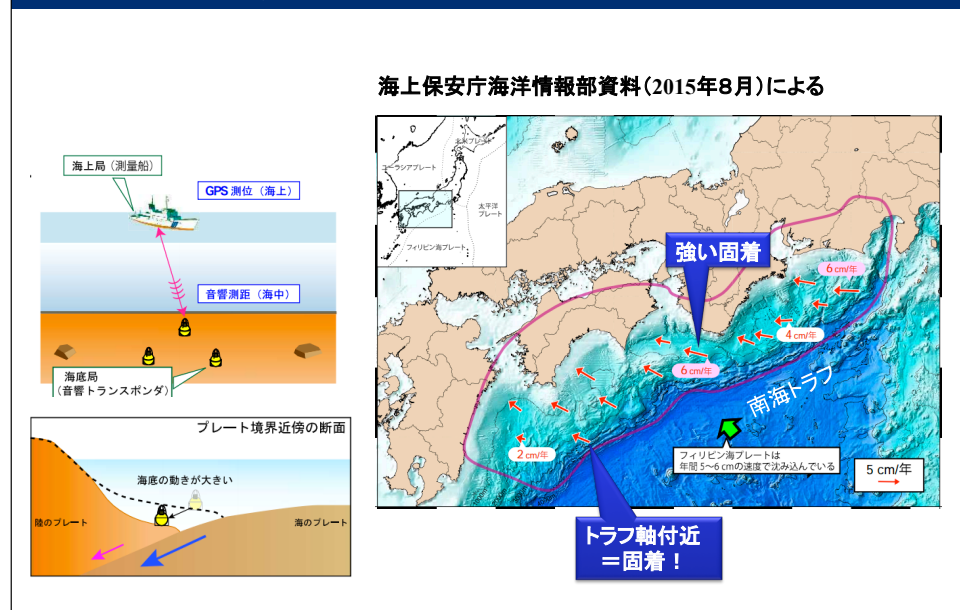 海上保安庁海洋情報部資料（2015年８月）による
海上局（測量船）
GPS 測位（海上）
音響測距（海中）
海底局
（音響トランスポンダ）
プレート境界近傍の断面
海底の動きが大きい
陸のプレート
海のプレート
北米プレート
ユーラシアプレート
太平洋
プレート
フィリピン海プレート
強い固着
6 cm/年
4 cm/年
6 cm/年
2 cm/年
南海トラフ
フィリピン海プレートは
年間 5～6 cmの速度で沈み込んでいる
5 cm/年
トラフ軸付近
＝固着！